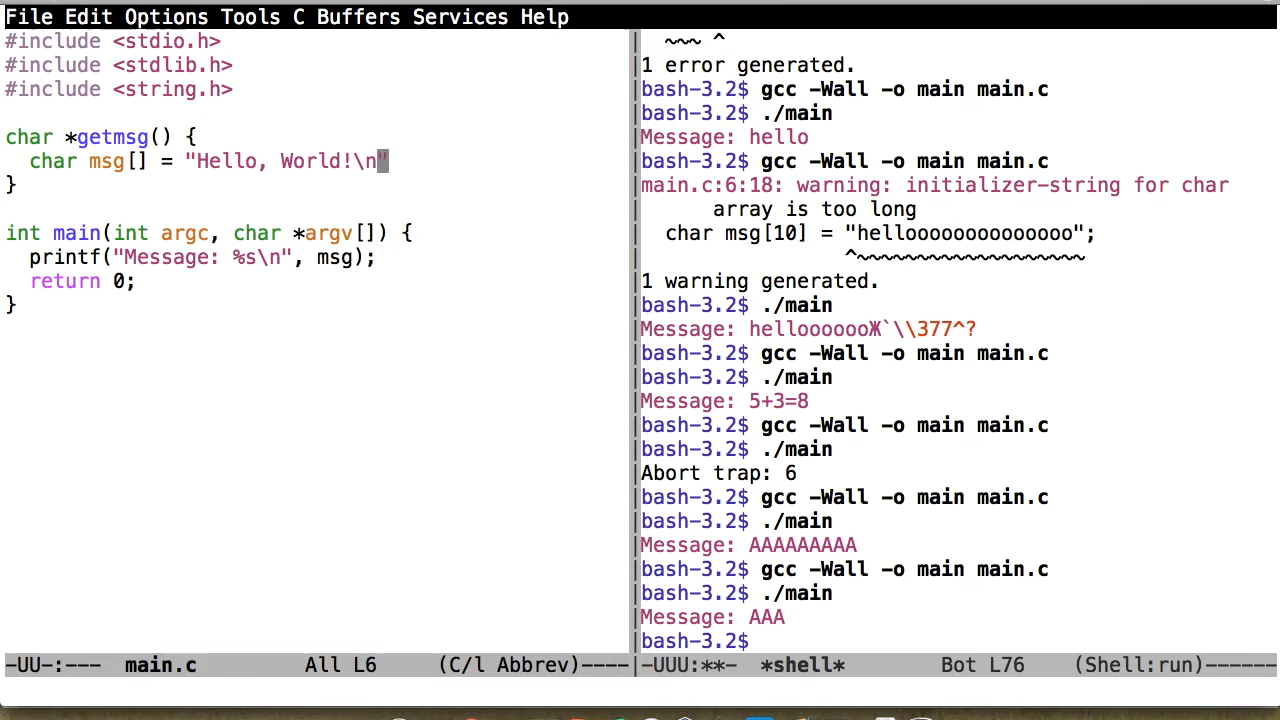 File Edit Options Tools C Buffers Services Help
#include <stdio.h>
#include <stdlib.h>
#include <string.h>
char *getmsg() {
  char msg[] = "Hello, World!\n"
}
int main(int argc, char *argv[]) {
  printf("Message: %s\n", msg);
  return 0;
}
-UU-:---  main.c         All L6     (C/l Abbrev)----
  ~~~ ^
1 error generated.
bash-3.2$ gcc -Wall -o main main.c
bash-3.2$ ./main
Message: hello
bash-3.2$ gcc -Wall -o main main.c
main.c:6:18: warning: initializer-string for char
      array is too long
  char msg[10] = "helloooooooooooooo";
                 ^~~~~~~~~~~~~~~~~~~~
1 warning generated.
bash-3.2$ ./main
Message: hellooooooЖ`\\377^?
bash-3.2$ gcc -Wall -o main main.c
bash-3.2$ ./main
Message: 5+3=8
bash-3.2$ gcc -Wall -o main main.c
bash-3.2$ ./main
Abort trap: 6
bash-3.2$ gcc -Wall -o main main.c
bash-3.2$ ./main
Message: AAAAAAAAA
bash-3.2$ gcc -Wall -o main main.c
bash-3.2$ ./main
Message: AAA
bash-3.2$
-UUU:**-  *shell*        Bot L76    (Shell:run)------